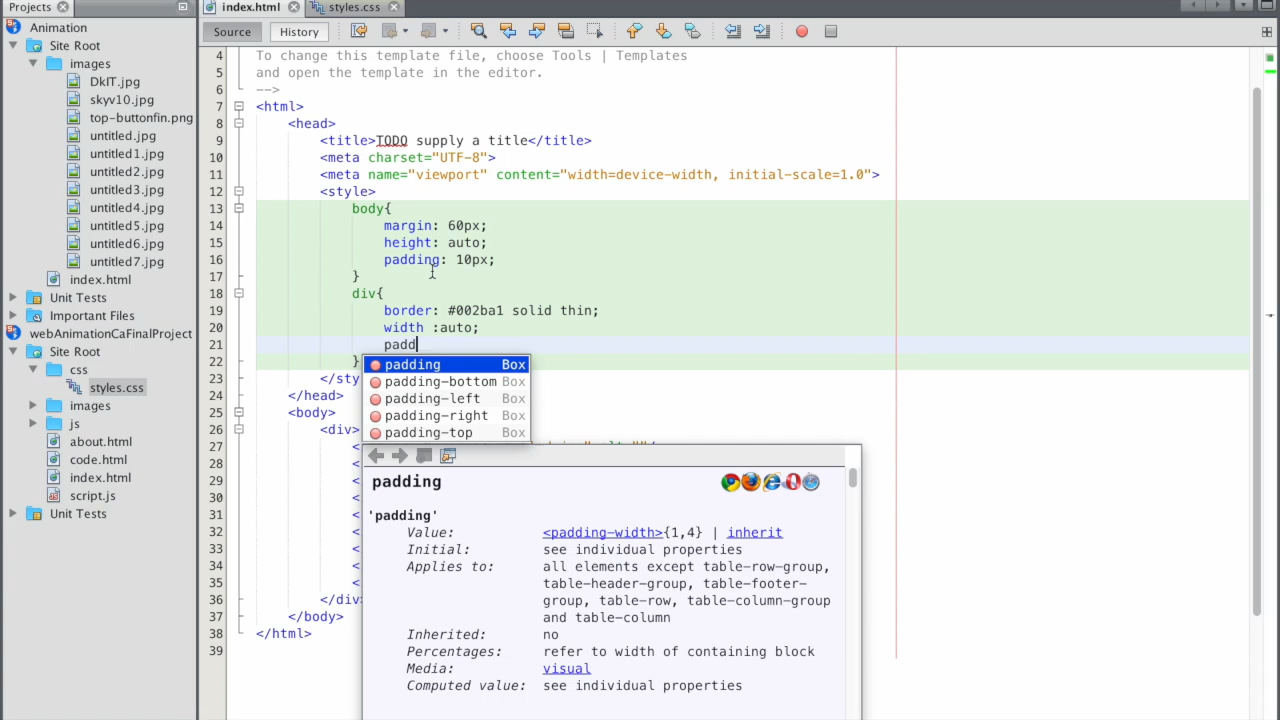 Projects
index.html
styles.css
Source
History
Animation
Site Root
images
DkIT.jpg
skyv10.jpg
top-buttonfin.png
untitled.jpg
untitled1.jpg
untitled2.jpg
untitled3.jpg
untitled4.jpg
untitled5.jpg
untitled6.jpg
untitled7.jpg
index.html
Unit Tests
Important Files
webAnimationCaFinalProject
Site Root
css
styles.css
images
js
about.html
code.html
index.html
script.js
Unit Tests
4 To change this template file, choose Tools | Templates
5 and open the template in the editor.
6 -->
7 <html>
8 <head>
9 <title>TODO supply a title</title>
10 <meta charset="UTF-8">
11 <meta name="viewport" content="width=device-width, initial-scale=1.0">
12 <style>
13 body{
14 margin: 60px;
15 height: auto;
16 padding: 10px;
17 }
18 div{
19 border: #002ba1 solid thin;
20 width :auto;
21 padd
22 }
23 </sty
24 </head>
25 <body>
26 <div>
27 <
28 <
29 <
30 <
31 <
32 <
33 <
34 <
35 <
36 </div>
37 </body>
38 </html>
39
padding Box
padding-bottom Box
padding-left Box
padding-right Box
padding-top Box
padding
'padding'
Value: <padding-width>{1,4} | inherit
Initial: see individual properties
Applies to: all elements except table-row-group,
table-header-group, table-footer-
group, table-row, table-column-group
and table-column
Inherited: no
Percentages: refer to width of containing block
Media: visual
Computed value: see individual properties